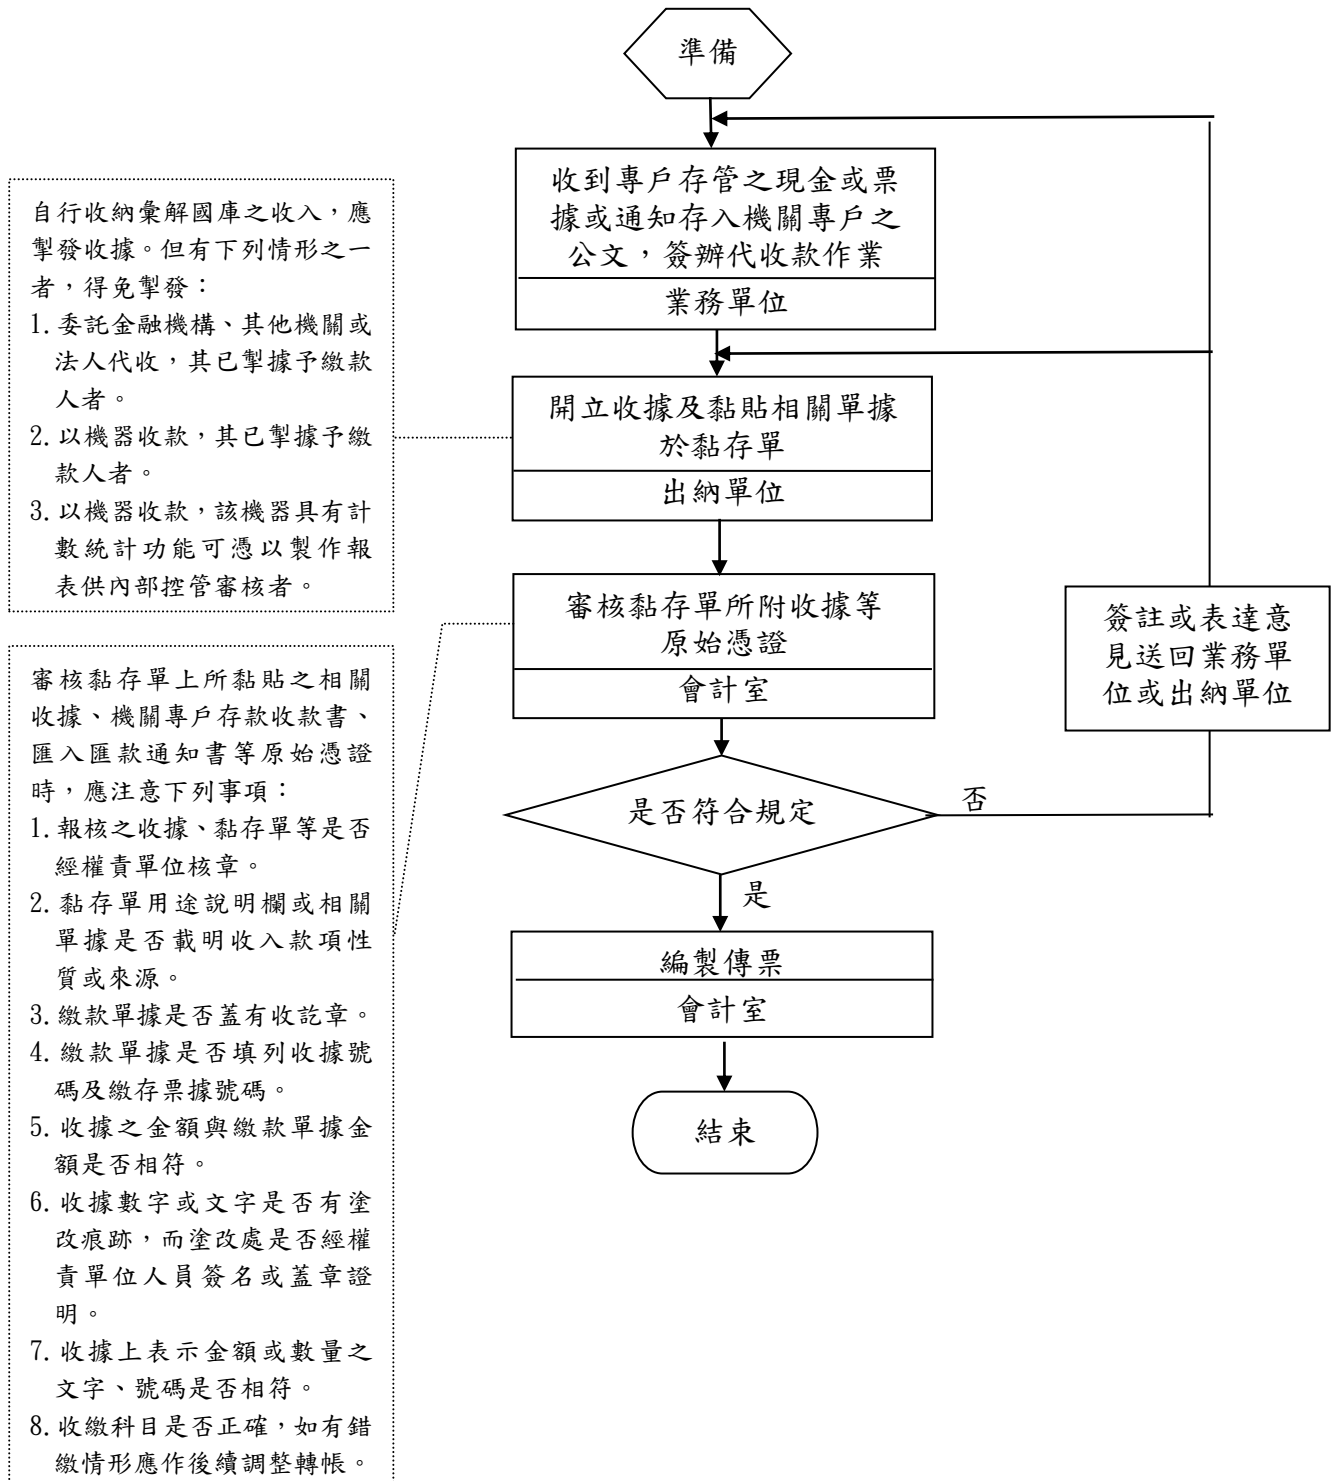 準備
收到專戶存管之現金或票
據或通知存入機關專戶之
公文，簽辦代收款作業
業務單位
自行收納彙解國庫之收入，應
掣發收據。但有下列情形之一
者，得免掣發：
1. 委託金融機構、其他機關或
法人代收，其已掣據予繳款
人者。
2. 以機器收款，其已掣據予繳
款人者。
3. 以機器收款，該機器具有計
數統計功能可憑以製作報
表供內部控管審核者。
開立收據及黏貼相關單據
於黏存單
出納單位
審核黏存單所附收據等
原始憑證
會計室
簽註或表達意
見送回業務單
位或出納單位
審核黏存單上所黏貼之相關
收據、機關專戶存款收款書、
匯入匯款通知書等原始憑證
時，應注意下列事項：
1. 報核之收據、黏存單等是否
經權責單位核章。
2. 黏存單用途說明欄或相關
單據是否載明收入款項性
質或來源。
3. 繳款單據是否蓋有收訖章。
4. 繳款單據是否填列收據號
碼及繳存票據號碼。
5. 收據之金額與繳款單據金
額是否相符。
6. 收據數字或文字是否有塗
改痕跡，而塗改處是否經權
責單位人員簽名或蓋章證
明。
7. 收據上表示金額或數量之
文字、號碼是否相符。
8. 收繳科目是否正確，如有錯
繳情形應作後續調整轉帳。
是否符合規定
否
是
編製傳票
會計室
結束